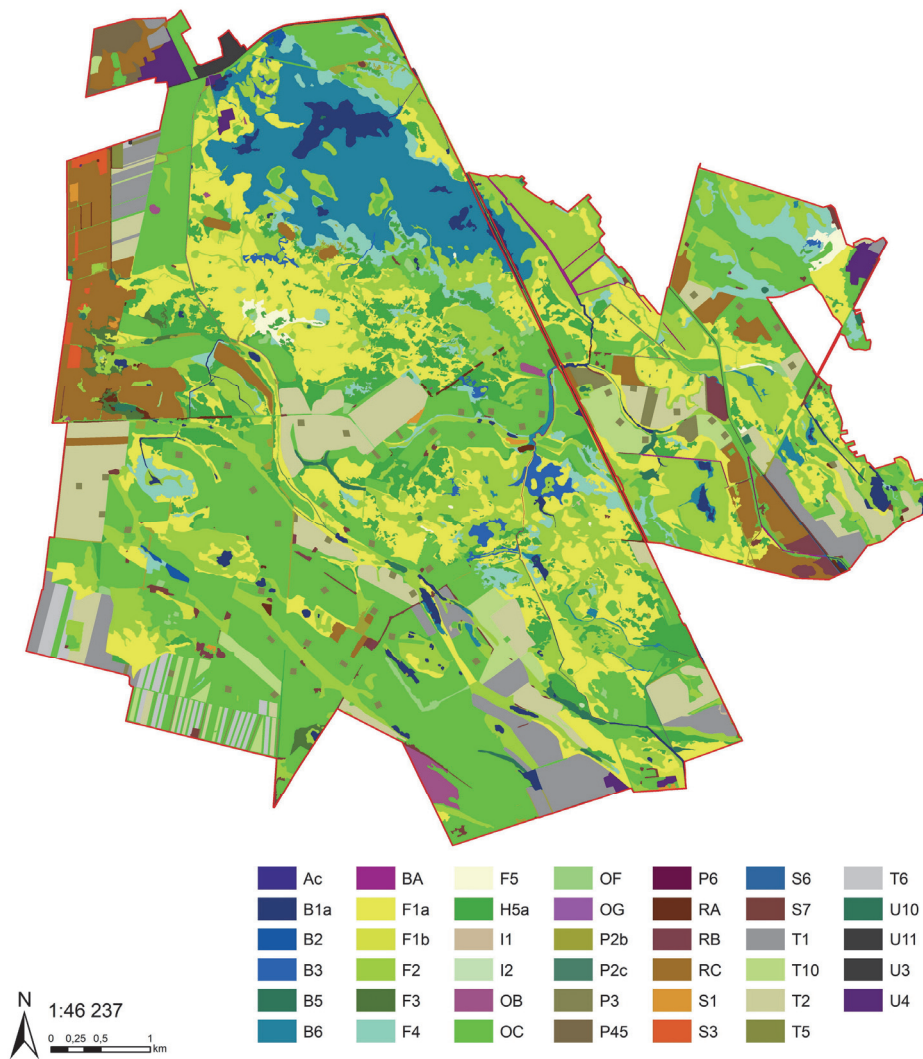 Ac BA F5 OF P6 S6 T6
B1a F1a H5a OG RA S7 U10
B2 F1b I1 P2b RB T1 U11
B3 F2 I2 P2c RC T10 U3
B5 F3 OB P3 S1 T2 U4
B6 F4 OC P45 S3 T5
N
1:46 237
0 0,25 0,5 1
km